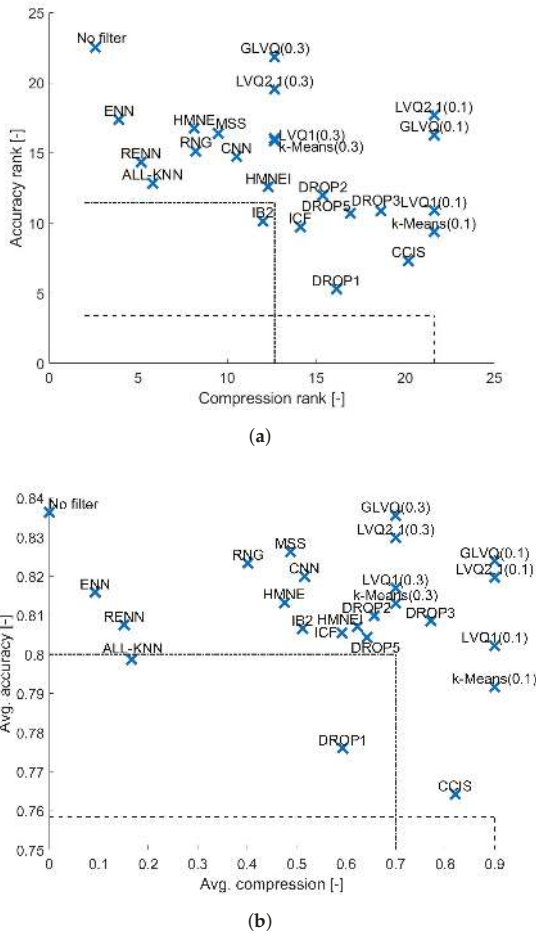 25
20
15
10
5
0
Accuracy rank [-]
No filter
GLVQ(0.3)
LVQ2.1(0.3)
ENN
HMNE
MSS
LVQ2.1(0.1)
GLVQ(0.1)
RENN
RNG
CNN
LVQ1(0.3)
k-Means(0.3)
ALL-KNN
HMNEI
DROP2
IB2
ICF
DROP5
DROP3
LVQ1(0.1)
k-Means(0.1)
CCIS
DROP1
0 5 10 15 20 25
Compression rank [-]
(a)
0.84
0.83
0.82
0.81
0.8
0.79
0.78
0.77
0.76
0.75
Avg. accuracy [-]
No filter
GLVQ(0.3)
LVQ2.1(0.3)
MSS
RNG
CNN
GLVQ(0.1)
LVQ2.1(0.1)
ENN
HMNE
LVQ1(0.3)
k-Means(0.3)
RENN
IB2
ICF
HMNEI
DROP2
DROP3
DROP5
LVQ1(0.1)
ALL-KNN
k-Means(0.1)
DROP1
CCIS
0 0.1 0.2 0.3 0.4 0.5 0.6 0.7 0.8 0.9
Avg. compression [-]
(b)